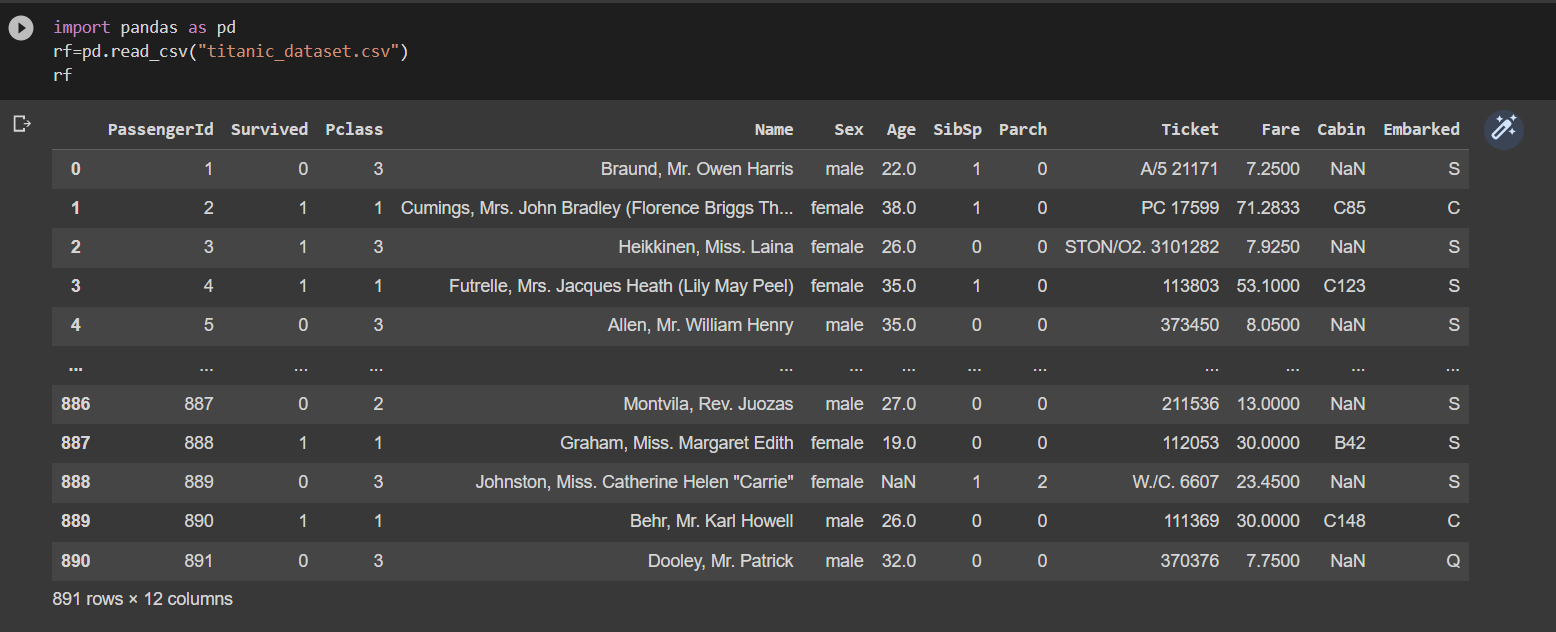 import pandas as pd
rf=pd.read_csv("titanic_dataset.csv")
rf
PassengerId Survived Pclass Name Sex Age SibSp Parch Ticket Fare Cabin Embarked
0 1 0 3 Braund, Mr. Owen Harris male 22.0 1 0 A/5 21171 7.2500 NaN S
1 2 1 1 Cumings, Mrs. John Bradley (Florence Briggs Th... female 38.0 1 0 PC 17599 71.2833 C85 C
2 3 1 3 Heikkinen, Miss. Laina female 26.0 0 0 STON/O2. 3101282 7.9250 NaN S
3 4 1 1 Futrelle, Mrs. Jacques Heath (Lily May Peel) female 35.0 1 0 113803 53.1000 C123 S
4 5 0 3 Allen, Mr. William Henry male 35.0 0 0 373450 8.0500 NaN S
... ... ... ... ... ... ... ... ... ... ... ... ...
886 887 0 2 Montvila, Rev. Juozas male 27.0 0 0 211536 13.0000 NaN S
887 888 1 1 Graham, Miss. Margaret Edith female 19.0 0 0 112053 30.0000 B42 S
888 889 0 3 Johnston, Miss. Catherine Helen "Carrie" female NaN 1 2 W./C. 6607 23.4500 NaN S
889 890 1 1 Behr, Mr. Karl Howell male 26.0 0 0 111369 30.0000 C148 C
890 891 0 3 Dooley, Mr. Patrick male 32.0 0 0 370376 7.7500 NaN Q
891 rows × 12 columns